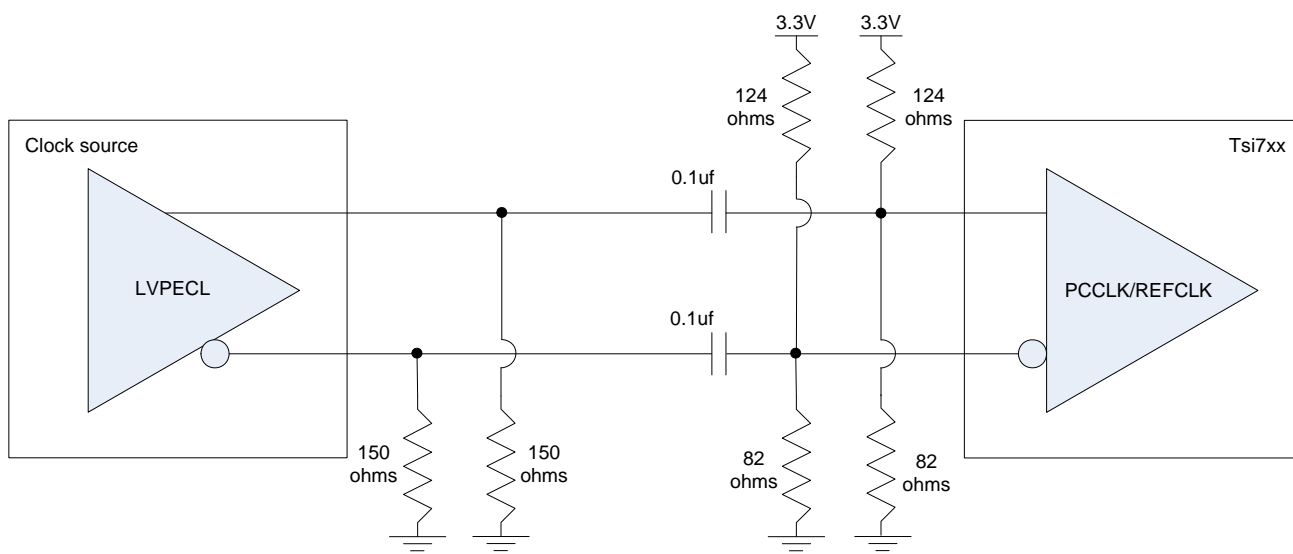 3.3V
3.3V
124
ohms
124
ohms
Clock source
Tsi7xx
0.1uf
LVPECL
PCCLK/REFCLK
0.1uf
150
ohms
150
ohms
82
ohms
82
ohms